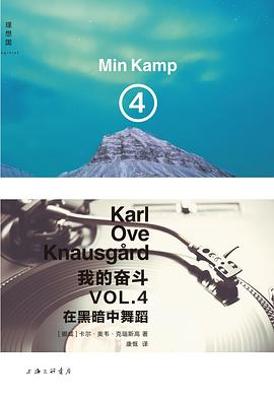 理想国
Min Kamp
4
Karl
Ove
Knausgård
我的奋斗
VOL.4
在黑暗中舞蹈
[挪威] 卡尔·奥韦·克瑙斯高 著
康慨 译
上海三联书店